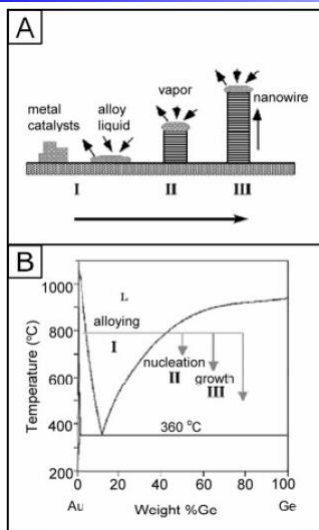 A
vapor
metal
catalysts
alloy
liquid
nanowire
I
II
III
B
Temperature (°C)
1000
800
600
400
200
L
alloying
I
nucleation
II
growth
III
360 °C
0
20
40
60
80
100
Au
Weight %Ge
Ge